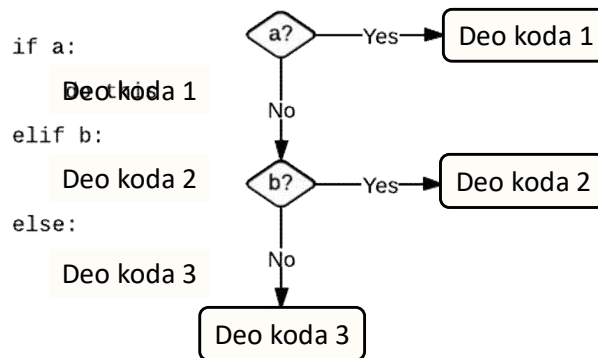 if a:
Deo koda 1
elif b:
Deo koda 2
else:
Deo koda 3
a?
Yes
Deo koda 1
No
b?
Yes
Deo koda 2
No
Deo koda 3